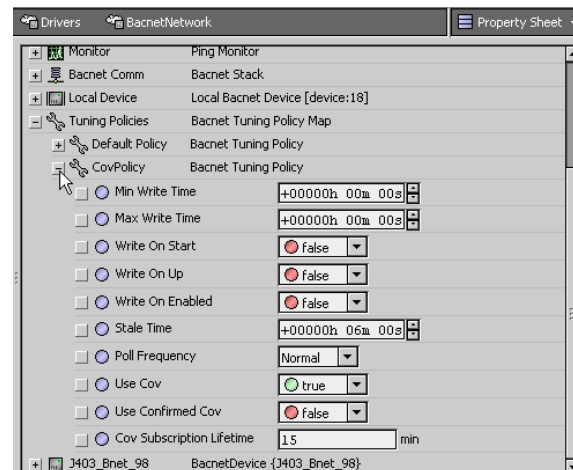 Drivers BacnetNetwork Property Sheet
Monitor Ping Monitor
Bacnet Comm Bacnet Stack
Local Device Local Bacnet Device [device:18]
Tuning Policies Bacnet Tuning Policy Map
Default Policy Bacnet Tuning Policy
CovPolicy Bacnet Tuning Policy
Min Write Time +00000h 00m 00s
Max Write Time +00000h 00m 00s
Write On Start false
Write On Up false
Write On Enabled false
Stale Time +00000h 06m 00s
Poll Frequency Normal
Use Cov true
Use Confirmed Cov false
Cov Subscription Lifetime 15 min
J403_Bnet_98 BacnetDevice {J403_Bnet_98}